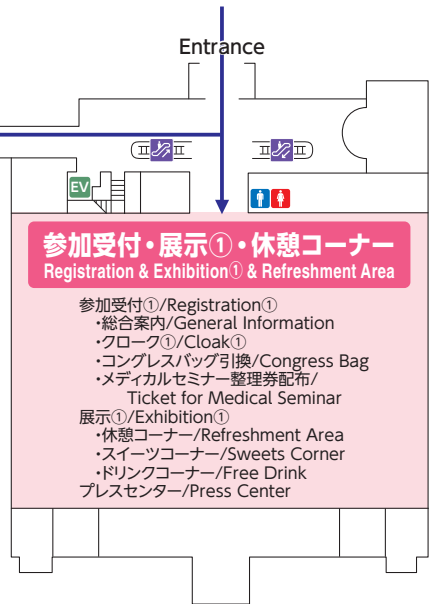 Entrance
EV
参加受付・展示①・休憩コーナー
Registration & Exhibition① & Refreshment Area
参加受付①/Registration①
・総合案内/General Information
・クローク①/Cloak①
・コングレスバッグ引換/Congress Bag
・メディカルセミナー整理券配布/
Ticket for Medical Seminar
展示①/Exhibition①
・休憩コーナー/Refreshment Area
・スイーツコーナー/Sweets Corner
・ドリンクコーナー/Free Drink
プレスセンター/Press Center